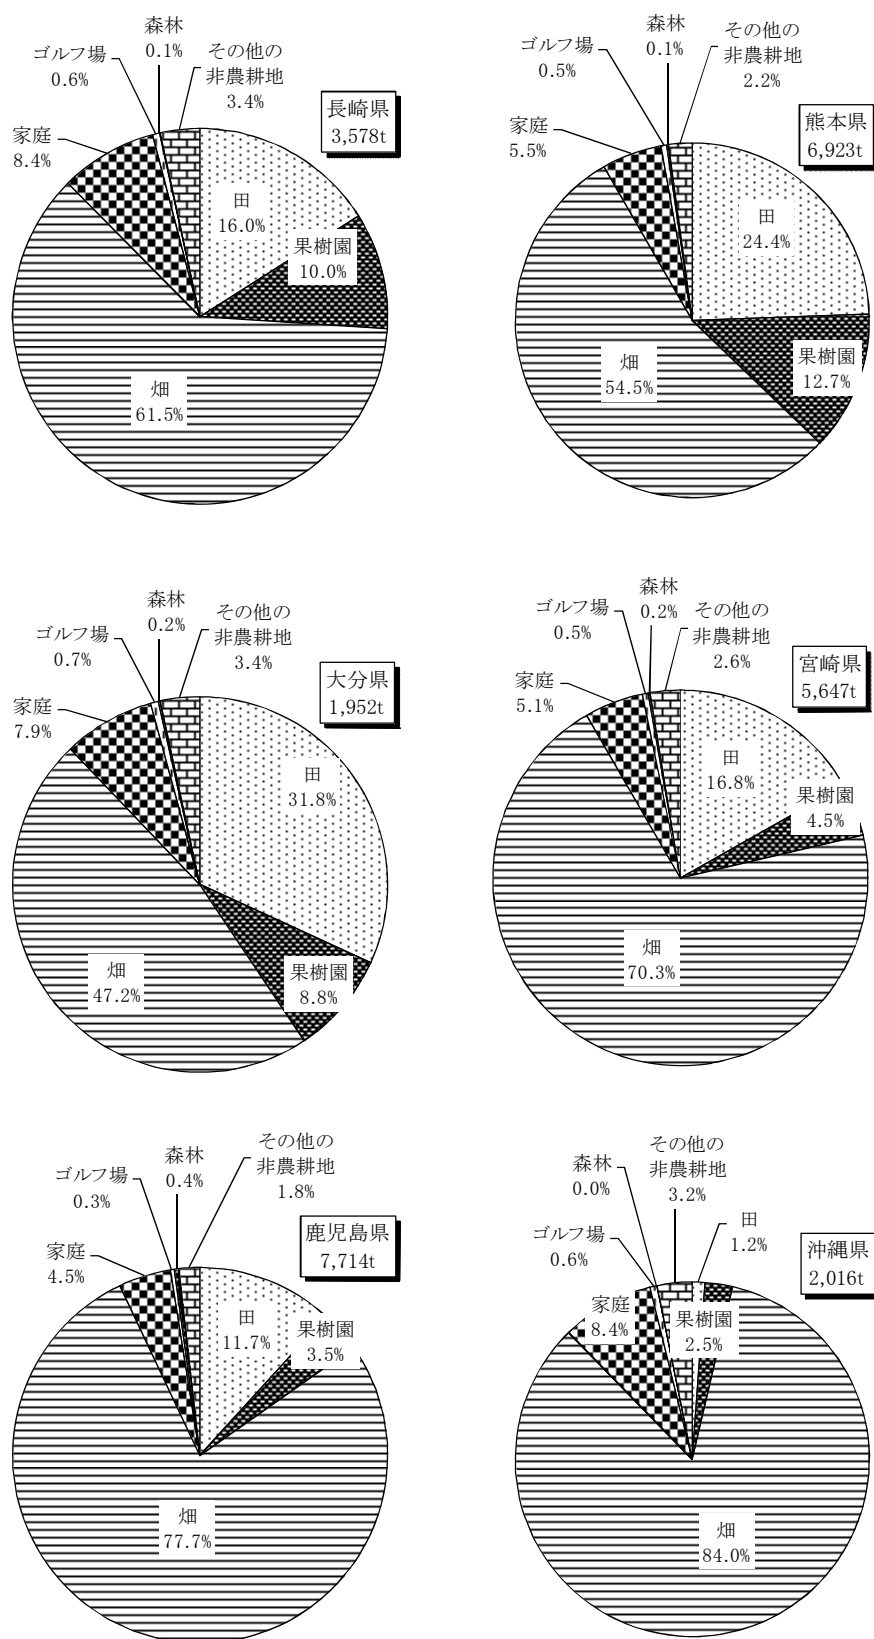 森林
0.1%
ゴルフ場
0.6%
その他の
非農耕地
3.4%
長崎県
3,578t
家庭
8.4%
田
16.0%
果樹園
10.0%
畑
61.5%
森林
0.1%
ゴルフ場
0.5%
その他の
非農耕地
2.2%
熊本県
6,923t
家庭
5.5%
田
24.4%
果樹園
12.7%
畑
54.5%
森林
0.2%
ゴルフ場
0.7%
その他の
非農耕地
3.4%
大分県
1,952t
家庭
7.9%
田
31.8%
果樹園
8.8%
畑
47.2%
森林
0.2%
ゴルフ場
0.5%
その他の
非農耕地
2.6%
宮崎県
5,647t
家庭
5.1%
田
16.8%
果樹園
4.5%
畑
70.3%
森林
0.4%
ゴルフ場
0.3%
その他の
非農耕地
1.8%
鹿児島県
7,714t
家庭
4.5%
田
11.7%
果樹園
3.5%
畑
77.7%
森林
0.0%
ゴルフ場
0.6%
その他の
非農耕地
3.2%
田
1.2%
沖縄県
2,016t
家庭
8.4%
果樹園
2.5%
畑
84.0%